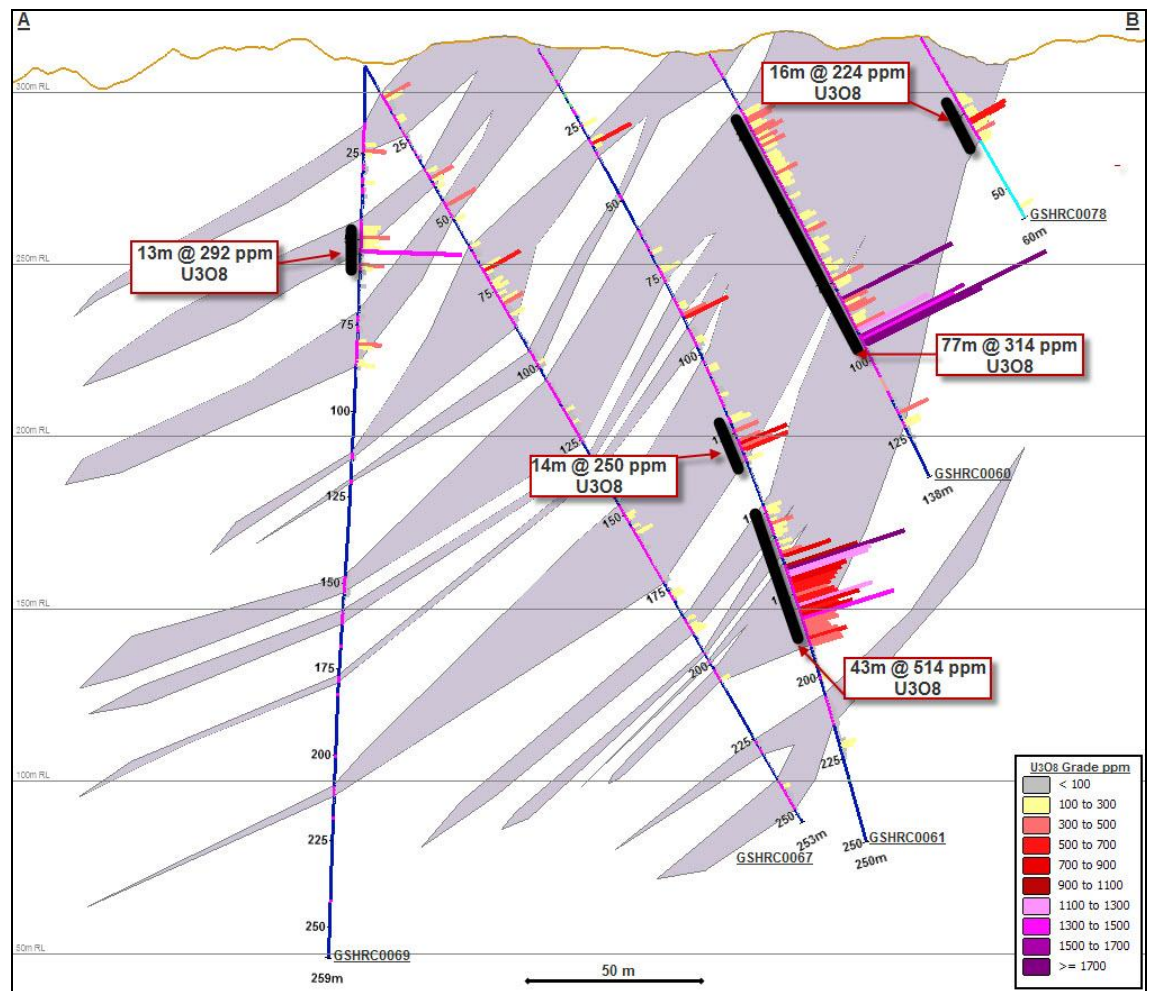 A
B
300m RL
250m RL
200m RL
150m RL
100m RL
50m RL
16m @ 224 ppm
U3O8
13m @ 292 ppm
U3O8
77m @ 314 ppm
U3O8
14m @ 250 ppm
U3O8
43m @ 514 ppm
U3O8
25
75
100
125
150
175
200
225
250
GSHRC0069
259m
25
50
75
100
125
150
175
200
225
250
253m
GSHRC0067
25
50
75
100
200
225
250
250m
GSHRC0061
100
125
138m
GSHRC0060
50
60m
GSHRC0078
50 m
U3O8 Grade ppm
< 100
100 to 300
300 to 500
500 to 700
700 to 900
900 to 1100
1100 to 1300
1300 to 1500
1500 to 1700
>= 1700